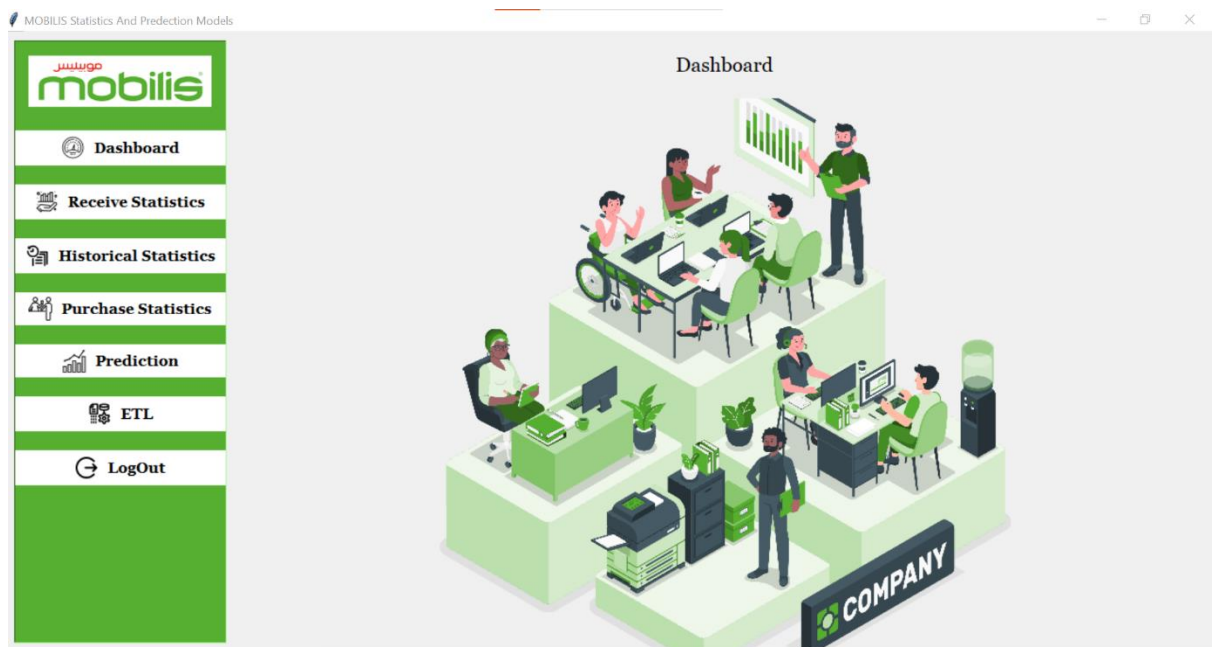 MOBILIS Statistics And Predection Models
موبيليس
mobilis
Dashboard
Receive Statistics
Historical Statistics
Purchase Statistics
Prediction
ETL
LogOut
Dashboard
COMPANY